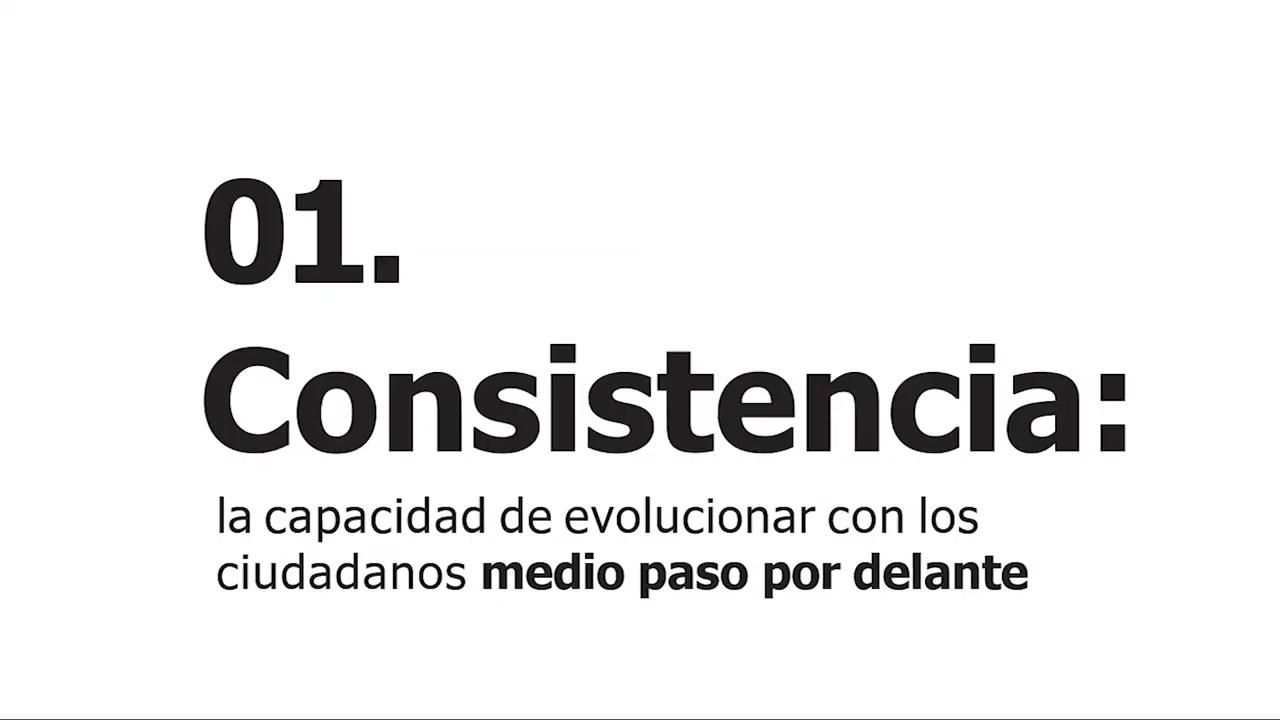 01.
Consistencia:
la capacidad de evolucionar con los
ciudadanos medio paso por delante